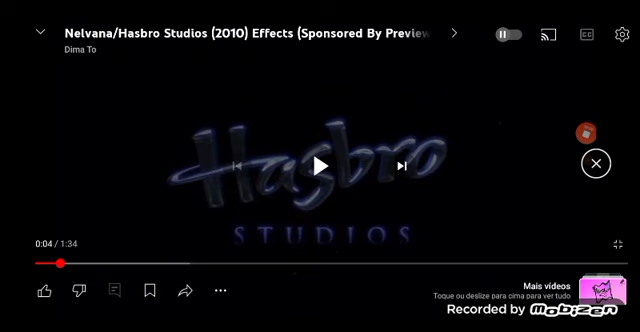 Nelvana/Hasbro Studios (2010) Effects (Sponsored By Preview
Dima To
CC
Hasbro
STUDIOS
0:04 / 1:34
Mais vídeos
Toque ou deslize para cima para ver tudo
Recorded by Mobizen